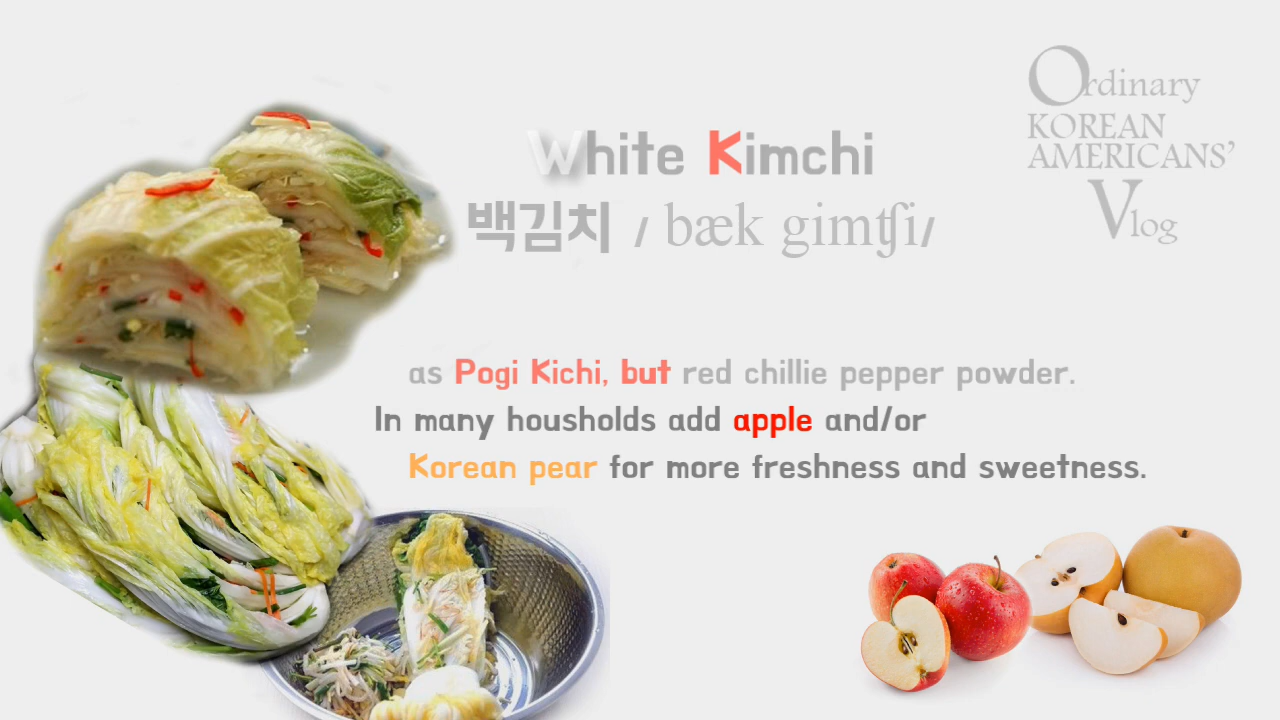 Ordinary
KOREAN
AMERICANS’
Vlog
White Kimchi
백김치 / bæk gimʧi/
as Pogi Kichi, but red chillie pepper powder.
In many housholds add apple and/or
Korean pear for more freshness and sweetness.